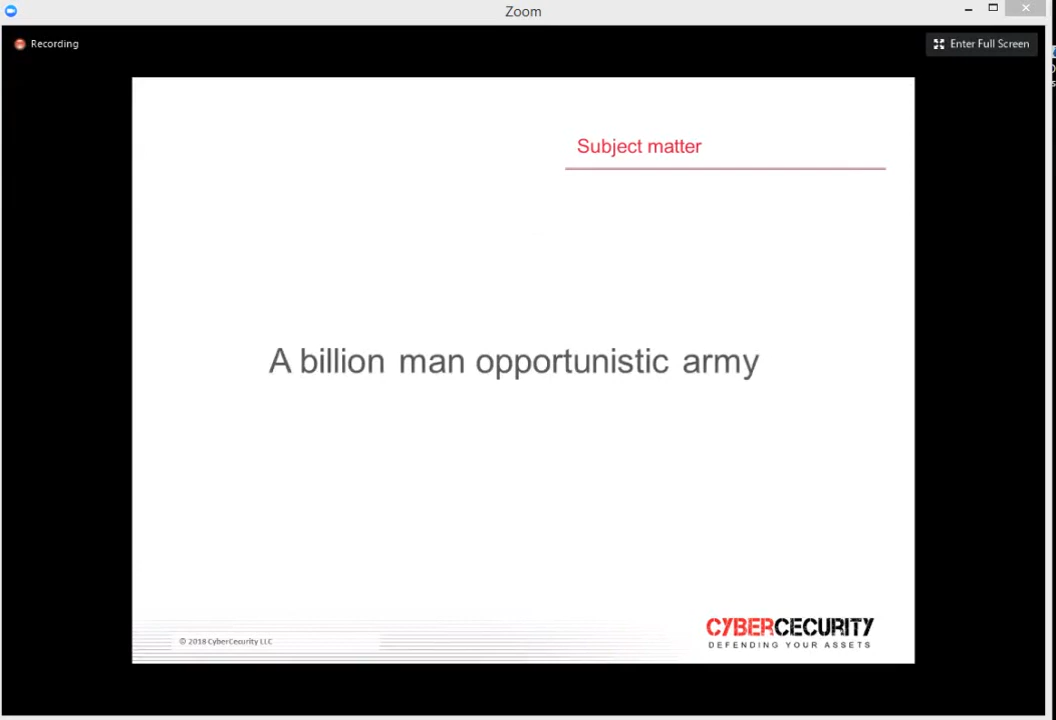 Zoom
Recording
Enter Full Screen
Subject matter
A billion man opportunistic army
© 2018 CyberCecurity LLC
CYBERCECURITY
DEFENDING YOUR ASSETS